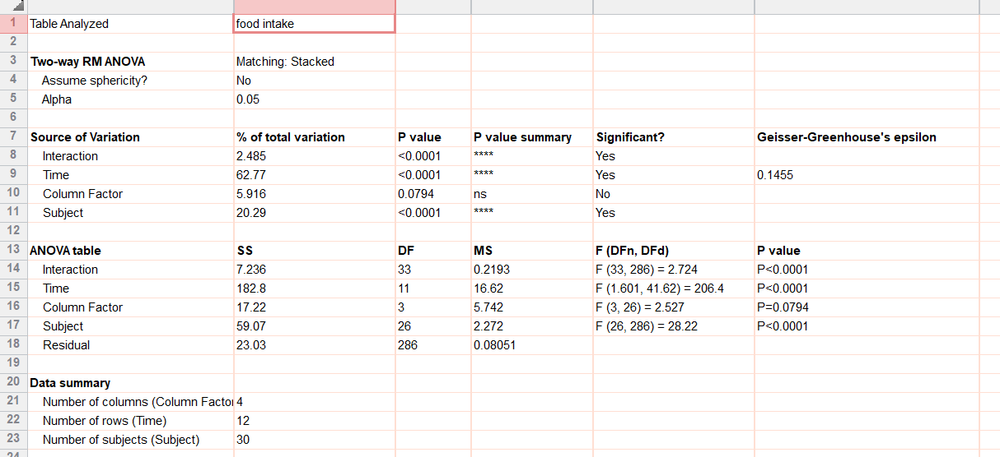 1 Table Analyzed food intake
2
3 Two-way RM ANOVA Matching: Stacked
4 Assume sphericity? No
5 Alpha 0.05
6
7 Source of Variation % of total variation P value P value summary Significant? Geisser-Greenhouse's epsilon
8 Interaction 2.485 <0.0001 **** Yes
9 Time 62.77 <0.0001 **** Yes 0.1455
10 Column Factor 5.916 0.0794 ns No
11 Subject 20.29 <0.0001 **** Yes
12
13 ANOVA table SS DF MS F (DFn, DFd) P value
14 Interaction 7.236 33 0.2193 F (33, 286) = 2.724 P<0.0001
15 Time 182.8 11 16.62 F (1.601, 41.62) = 206.4 P<0.0001
16 Column Factor 17.22 3 5.742 F (3, 26) = 2.527 P=0.0794
17 Subject 59.07 26 2.272 F (26, 286) = 28.22 P<0.0001
18 Residual 23.03 286 0.08051
19
20 Data summary
21 Number of columns (Column Factor 4
22 Number of rows (Time) 12
23 Number of subjects (Subject) 30
24